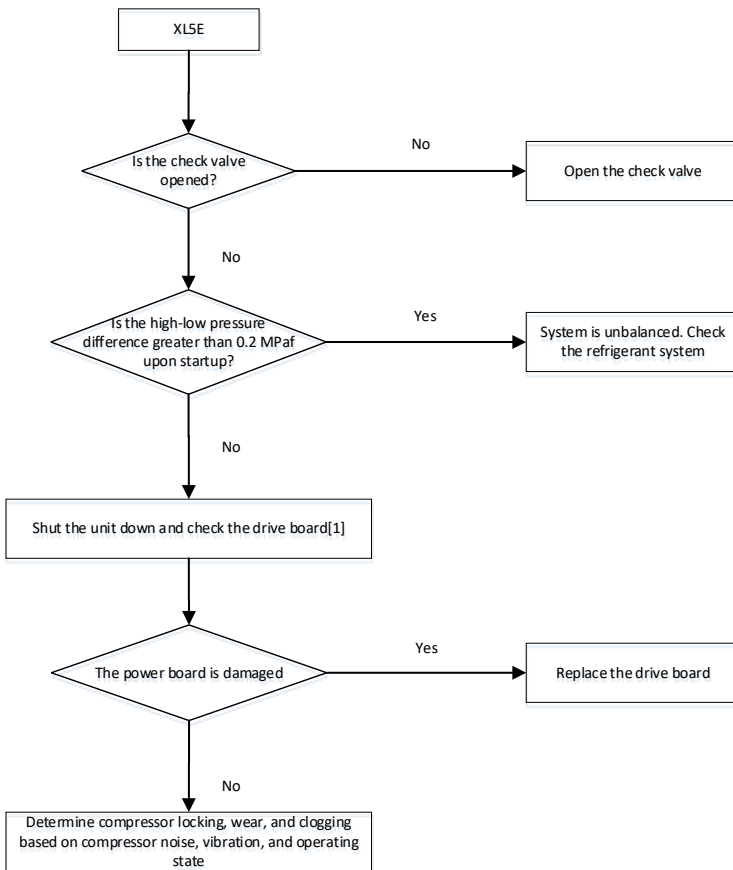 XL5E
Is the check valve
opened?
No
Open the check valve
No
Is the high-low pressure
difference greater than 0.2 MPaf
upon startup?
Yes
System is unbalanced. Check
the refrigerant system
No
Shut the unit down and check the drive board[1]
The power board is damaged
Yes
Replace the drive board
No
Determine compressor locking, wear, and clogging
based on compressor noise, vibration, and operating
state